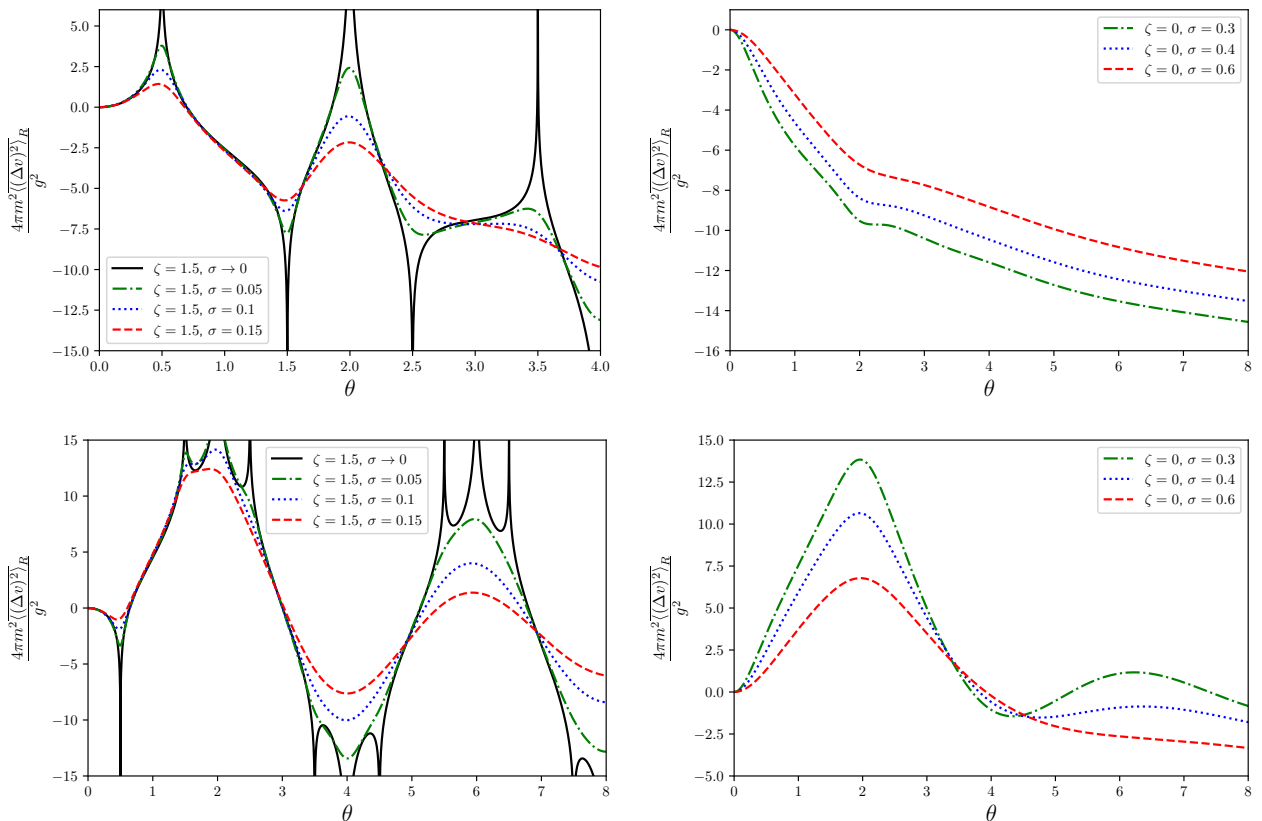 5.0
2.5
0.0
−2.5
−5.0
−7.5
−10.0
−12.5
−15.0
0.0 0.5 1.0 1.5 2.0 2.5 3.0 3.5 4.0
θ
4πm²⟨(Δv)²⟩_R / g²
ζ = 1.5, σ → 0
ζ = 1.5, σ = 0.05
ζ = 1.5, σ = 0.1
ζ = 1.5, σ = 0.15
0
−2
−4
−6
−8
−10
−12
−14
−16
0 1 2 3 4 5 6 7 8
θ
4πm²⟨(Δv)²⟩_R / g²
ζ = 0, σ = 0.3
ζ = 0, σ = 0.4
ζ = 0, σ = 0.6
15
10
5
0
−5
−10
−15
0 1 2 3 4 5 6 7 8
θ
4πm²⟨(Δv)²⟩_R / g²
ζ = 1.5, σ → 0
ζ = 1.5, σ = 0.05
ζ = 1.5, σ = 0.1
ζ = 1.5, σ = 0.15
15.0
12.5
10.0
7.5
5.0
2.5
0.0
−2.5
−5.0
0 1 2 3 4 5 6 7 8
θ
4πm²⟨(Δv)²⟩_R / g²
ζ = 0, σ = 0.3
ζ = 0, σ = 0.4
ζ = 0, σ = 0.6